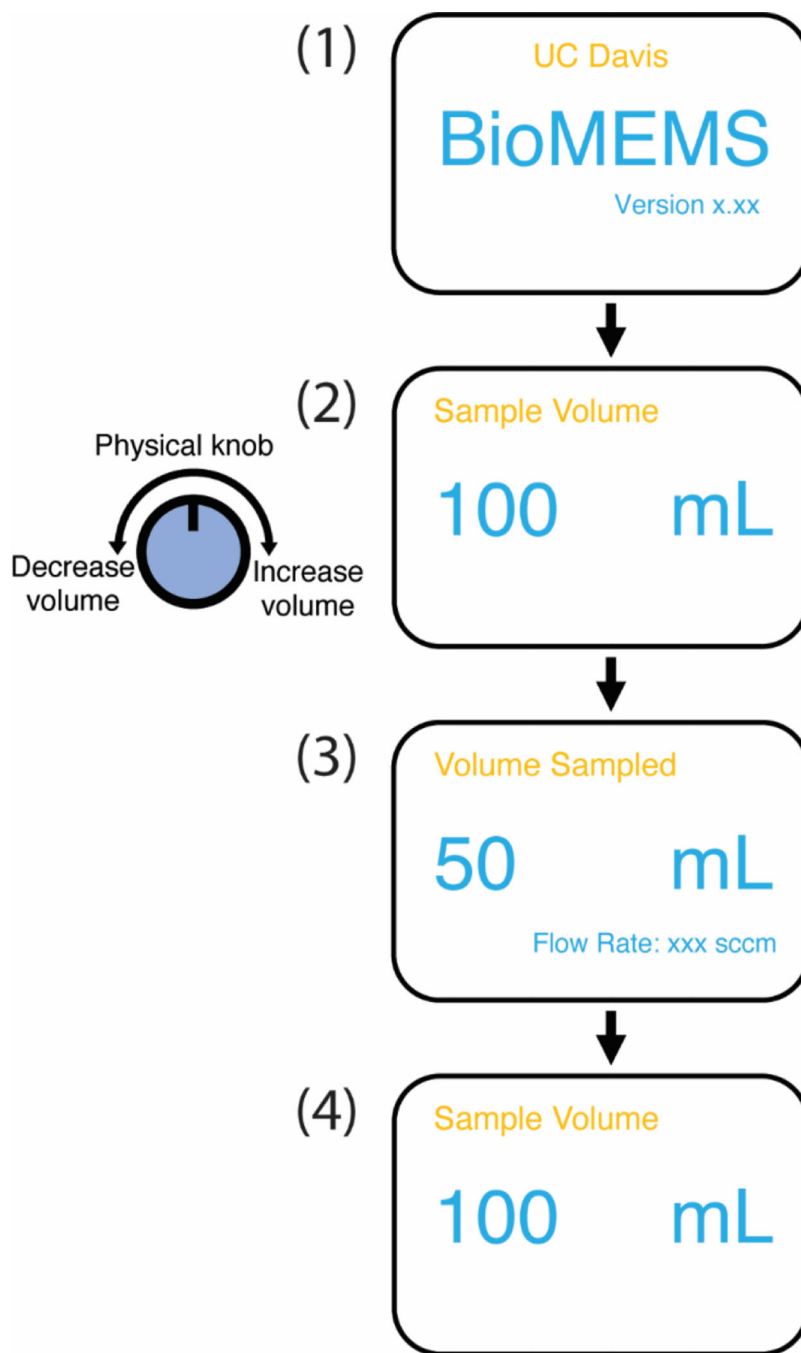 (1)
UC Davis
BioMEMS
Version x.xx
(2)
Sample Volume
100 mL
Physical knob
Decrease volume
Increase volume
(3)
Volume Sampled
50 mL
Flow Rate: xxx sccm
(4)
Sample Volume
100 mL